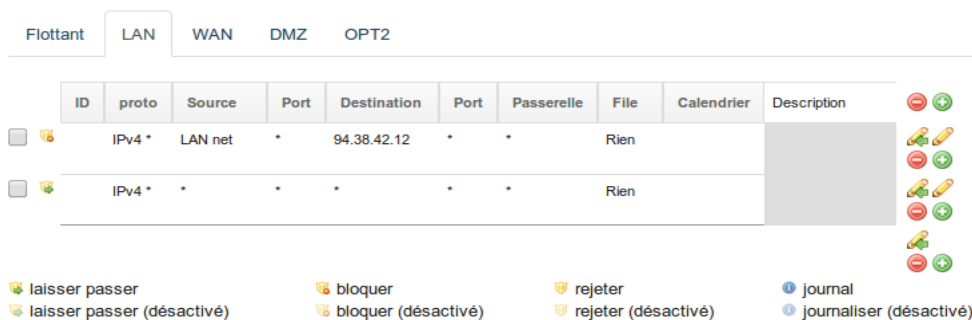 Flottant LAN WAN DMZ OPT2
ID proto Source Port Destination Port Passerelle File Calendrier Description
IPv4 * LAN net * 94.38.42.12 * * Rien
IPv4 * * * * * * Rien
laisser passer bloquer rejeter journal
laisser passer (désactivé) bloquer (désactivé) rejeter (désactivé) journaliser (désactivé)